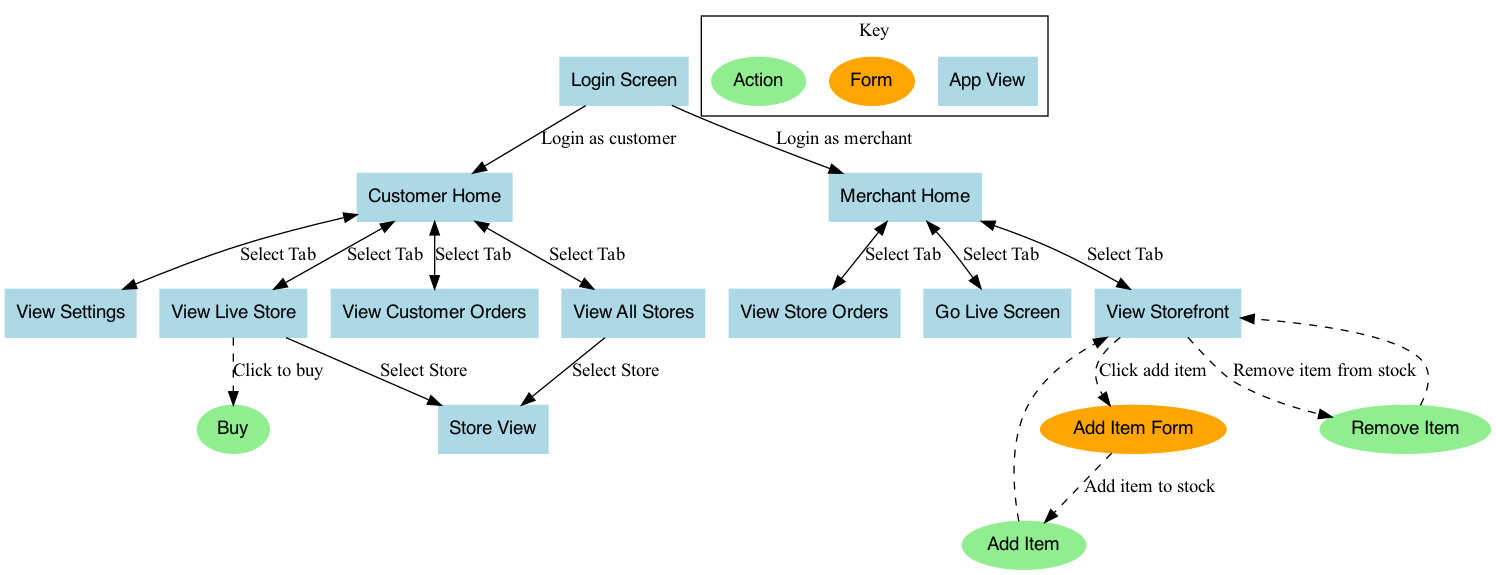 Key
Login Screen
Action
Form
App View
Login as customer
Login as merchant
Customer Home
Merchant Home
Select Tab
Select Tab
Select Tab
Select Tab
Select Tab
Select Tab
Select Tab
View Settings
View Live Store
View Customer Orders
View All Stores
View Store Orders
Go Live Screen
View Storefront
Click to buy
Select Store
Select Store
Click add item
Remove item from stock
Buy
Store View
Add Item Form
Remove Item
Add item to stock
Add Item